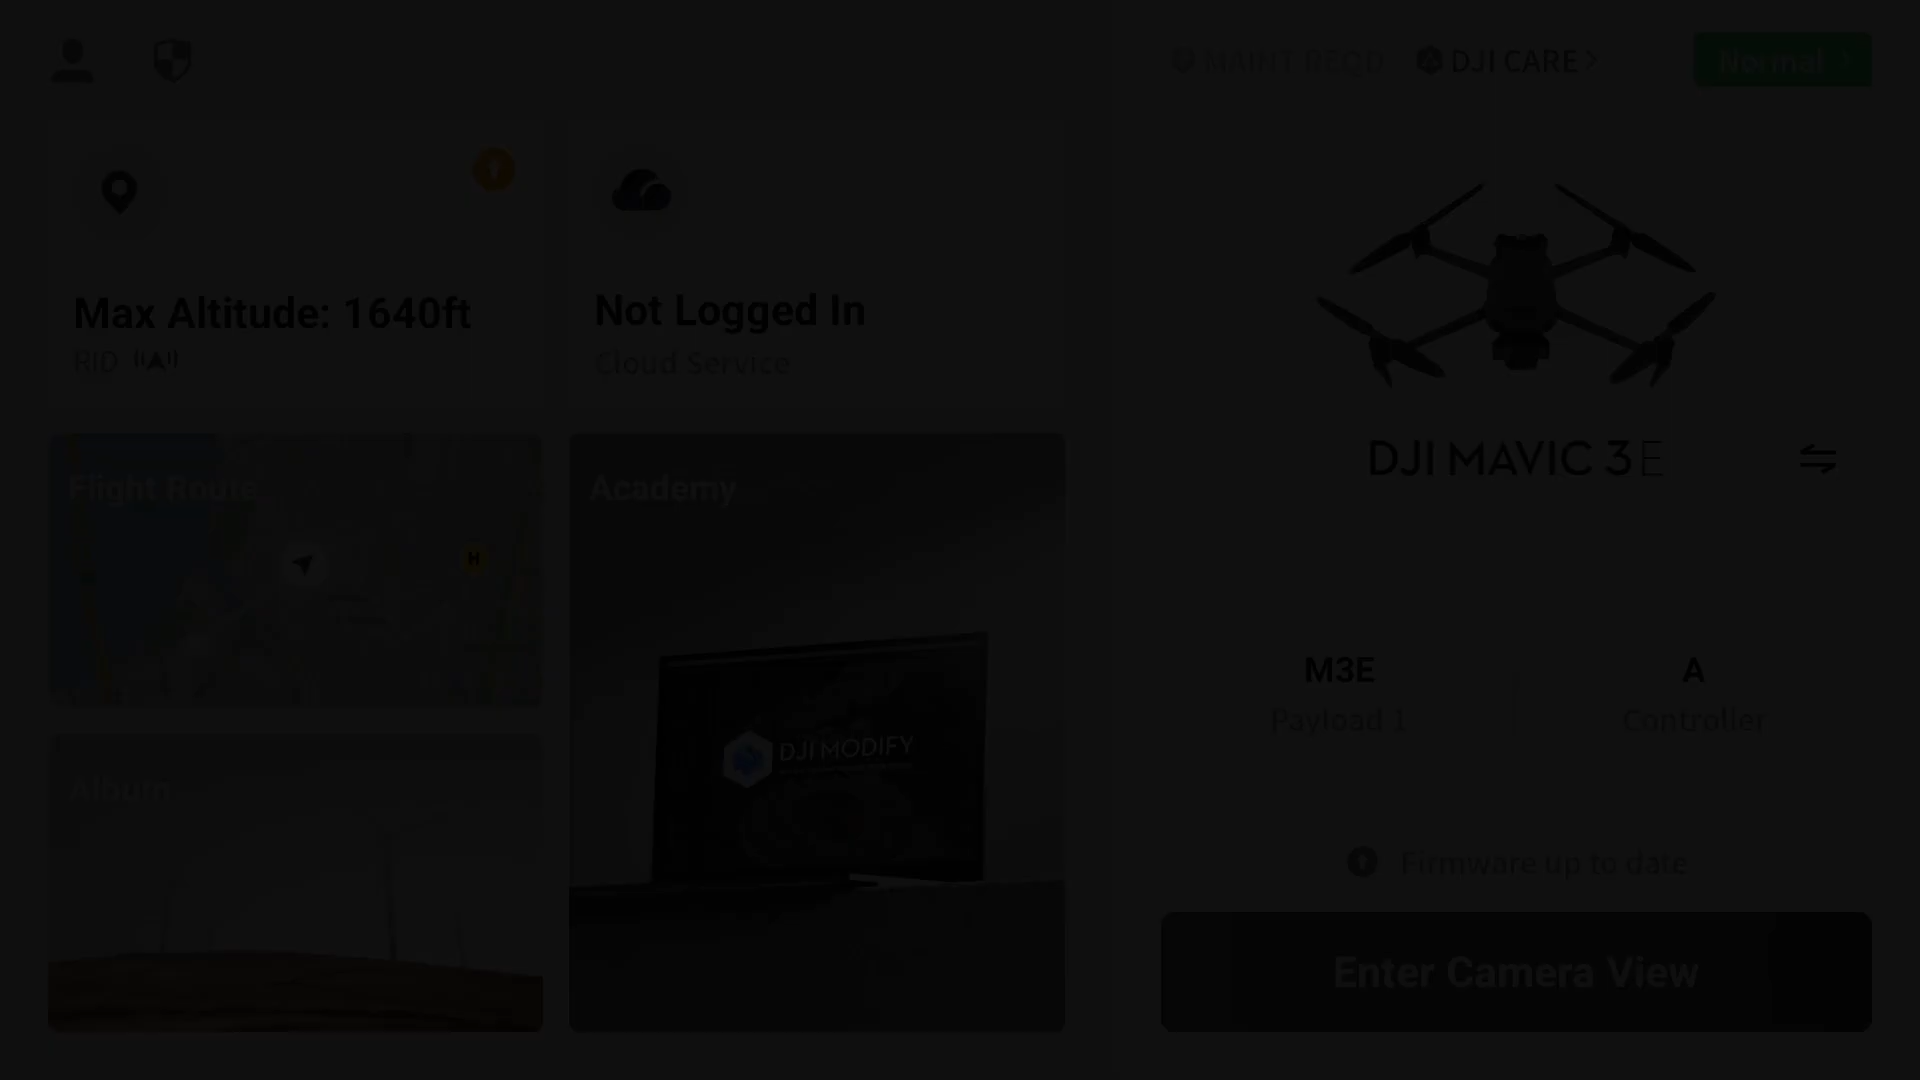 MAINT REQD
DJI CARE
Normal
Max Altitude: 1640ft
RID
Not Logged In
Cloud Service
DJI MAVIC 3E
Flight Route
H
Academy
DJI MODIFY
Album
M3E
Payload 1
A
Controller
Firmware up to date
Enter Camera View